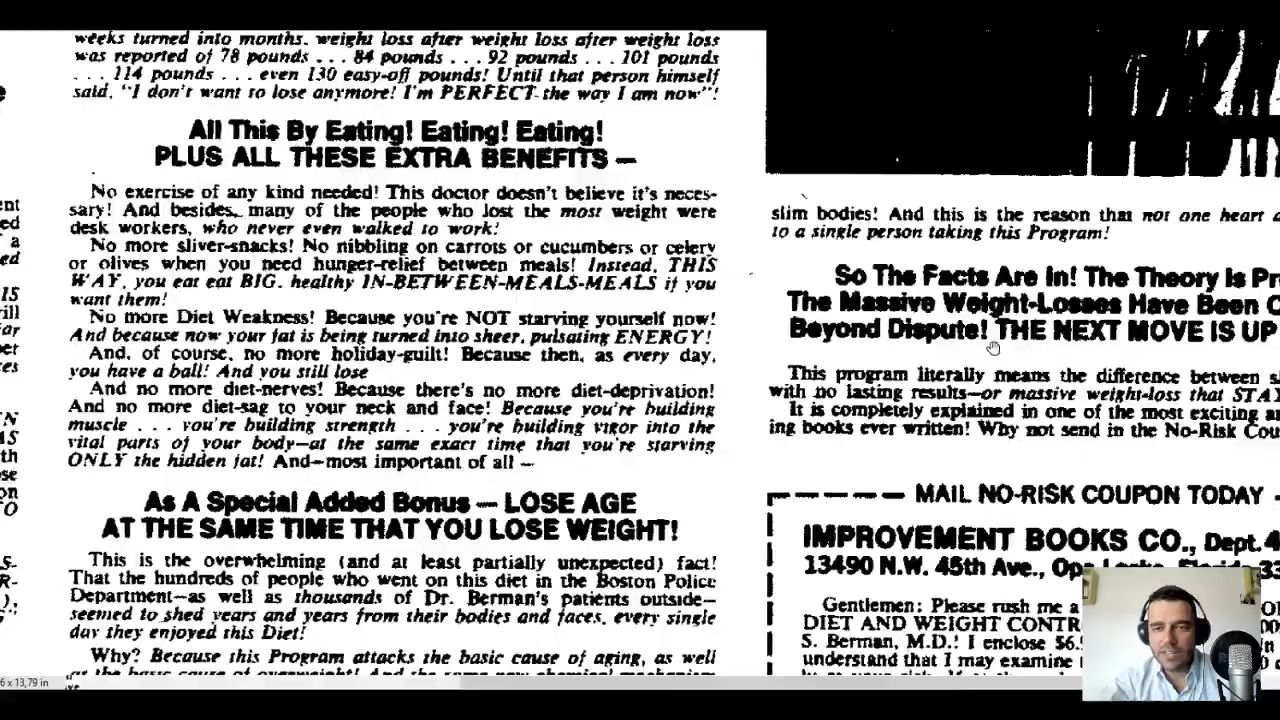 weeks turned into months, weight loss after weight loss after weight loss
was reported of 78 pounds . . . 84 pounds . . . 92 pounds . . . 101 pounds
. . . 114 pounds . . . even 130 easy-off pounds! Until that person himself
said, "I don't want to lose anymore! I'm PERFECT the way I am now"!
All This By Eating! Eating! Eating!
PLUS ALL THESE EXTRA BENEFITS —
No exercise of any kind needed! This doctor doesn't believe it's neces-
sary! And besides, many of the people who lost the most weight were
desk workers, who never even walked to work!
No more sliver-snacks! No nibbling on carrots or cucumbers or celery
or olives when you need hunger-relief between meals! Instead, THIS
WAY, you eat eat BIG, healthy IN-BETWEEN-MEALS-MEALS if you
want them!
No more Diet Weakness! Because you're NOT starving yourself now!
And because now your fat is being turned into sheer, pulsating ENERGY!
And, of course, no more holiday-guilt! Because then, as every day,
you have a ball! And you still lose
And no more diet-nerves! Because there's no more diet-deprivation!
And no more diet-sag to your neck and face! Because you're building
muscle . . . you're building strength . . . you're building vigor into the
vital parts of your body—at the same exact time that you're starving
ONLY the hidden fat! And—most important of all —
As A Special Added Bonus — LOSE AGE
AT THE SAME TIME THAT YOU LOSE WEIGHT!
This is the overwhelming (and at least partially unexpected) fact!
That the hundreds of people who went on this diet in the Boston Police
Department—as well as thousands of Dr. Berman's patients outside—
seemed to shed years and years from their bodies and faces, every single
day they enjoyed this Diet!
Why? Because this Program attacks the basic cause of aging, as well
slim bodies! And this is the reason that not one heart
to a single person taking this Program!
So The Facts Are In! The Theory Is
The Massive Weight-Losses Have Been
Beyond Dispute! THE NEXT MOVE IS UP
This program literally means the difference between
with no lasting results—or massive weight-loss that
It is completely explained in one of the most exciting
ing books ever written! Why not send in the No-Risk
MAIL NO-RISK COUPON TODAY
IMPROVEMENT BOOKS CO., Dept.
13490 N.W. 45th Ave.,
Gentlemen: Please rush me a
DIET AND WEIGHT
S. Berman, M.D.! I enclose
understand that I may examine
6 x 13,79 in